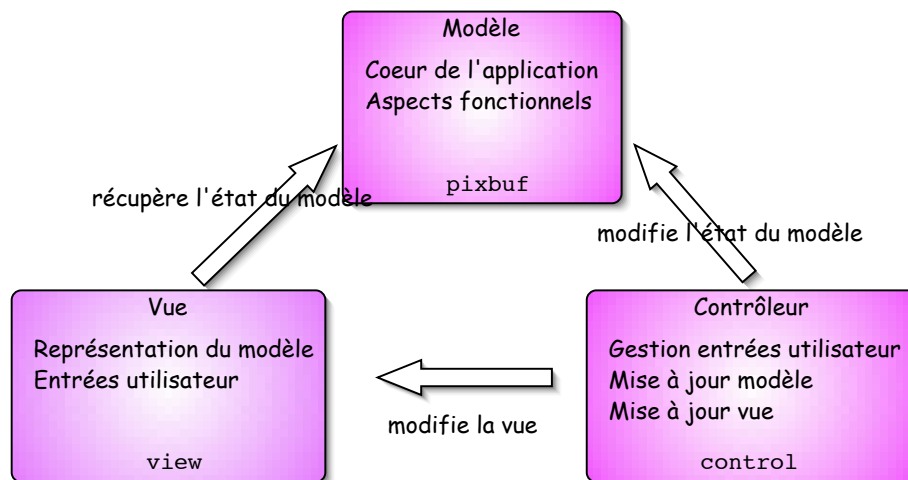 Modèle
Coeur de l'application
Aspects fonctionnels
pixbuf
récupère l'état du modèle
modifie l'état du modèle
Vue
Représentation du modèle
Entrées utilisateur
view
modifie la vue
Contrôleur
Gestion entrées utilisateur
Mise à jour modèle
Mise à jour vue
control